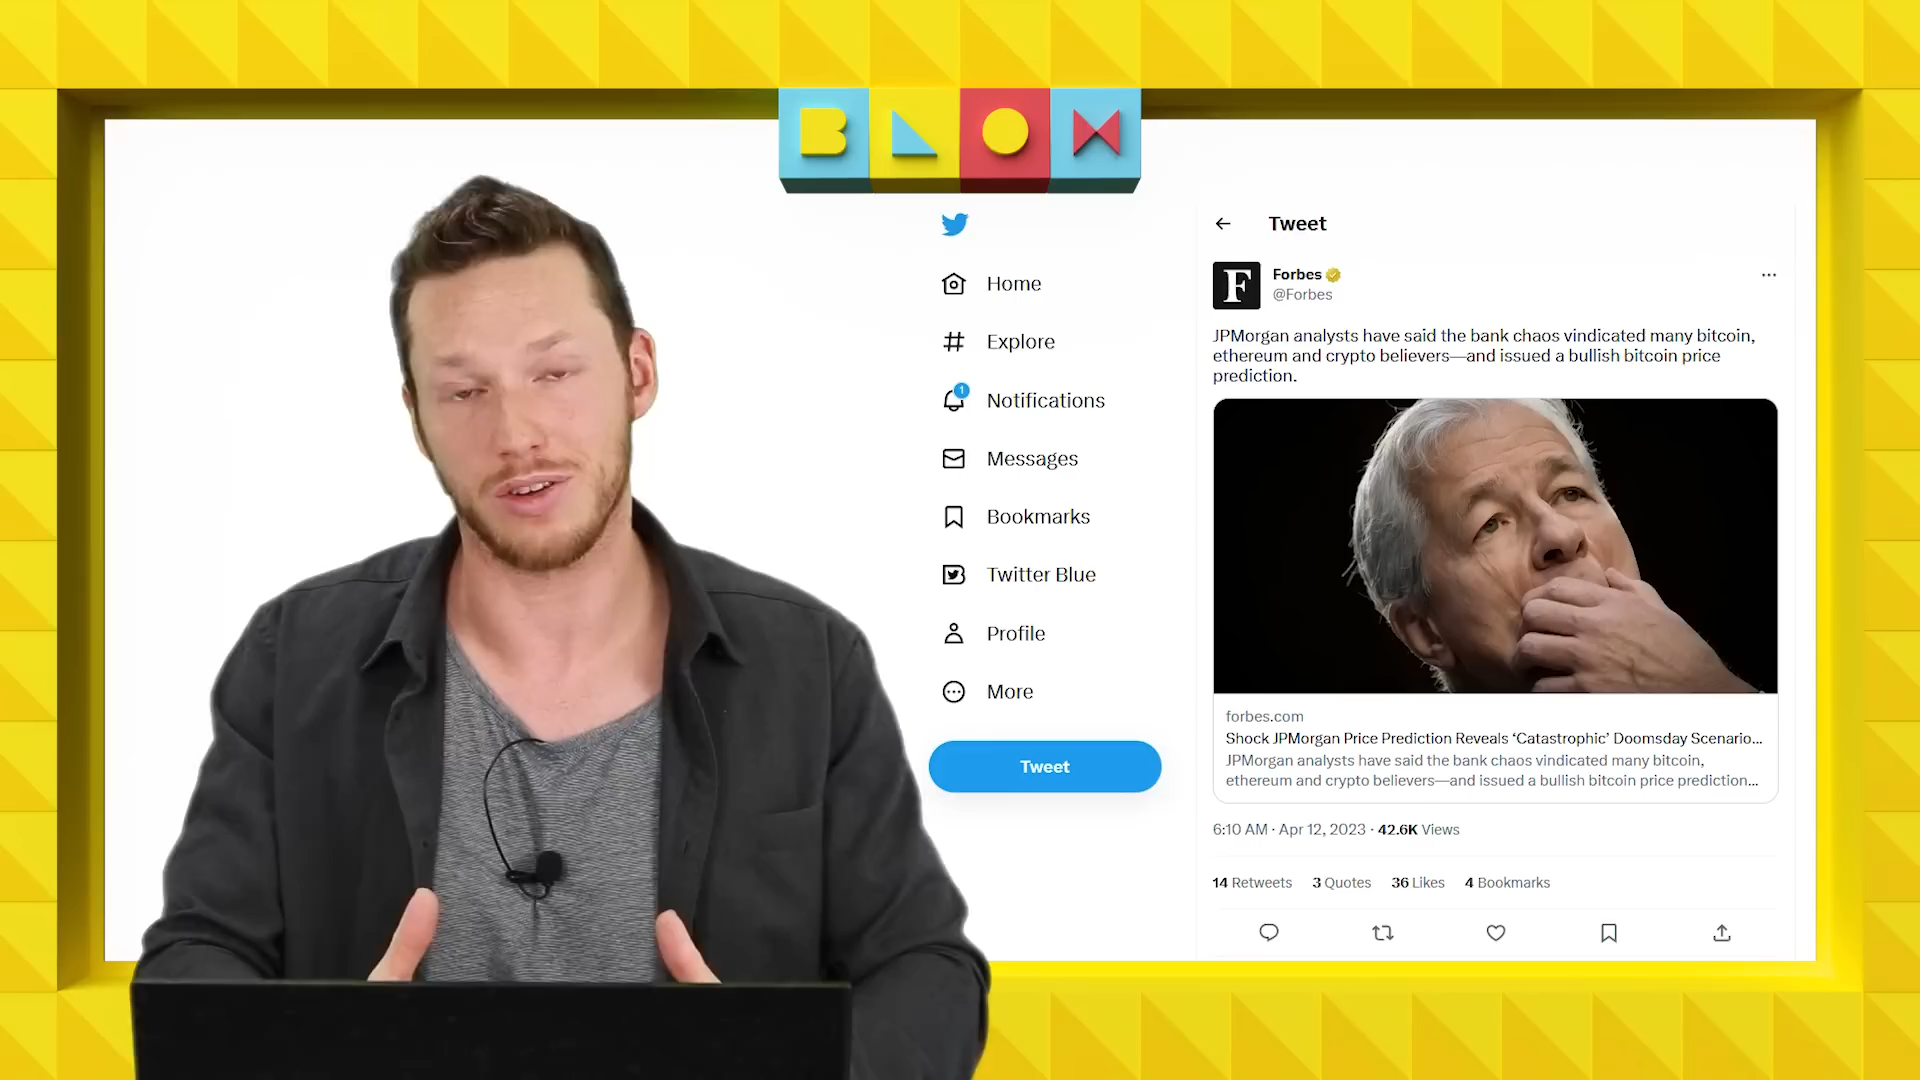 BLOW
Home
Explore
1
Notifications
Messages
Bookmarks
Twitter Blue
Profile
More
Tweet
Tweet
F
Forbes
@Forbes
JPMorgan analysts have said the bank chaos vindicated many bitcoin,
ethereum and crypto believers—and issued a bullish bitcoin price
prediction.
forbes.com
Shock JPMorgan Price Prediction Reveals ‘Catastrophic’ Doomsday Scenario...
JPMorgan analysts have said the bank chaos vindicated many bitcoin,
ethereum and crypto believers—and issued a bullish bitcoin price prediction...
6:10 AM · Apr 12, 2023 · 42.6K Views
14 Retweets 3 Quotes 36 Likes 4 Bookmarks